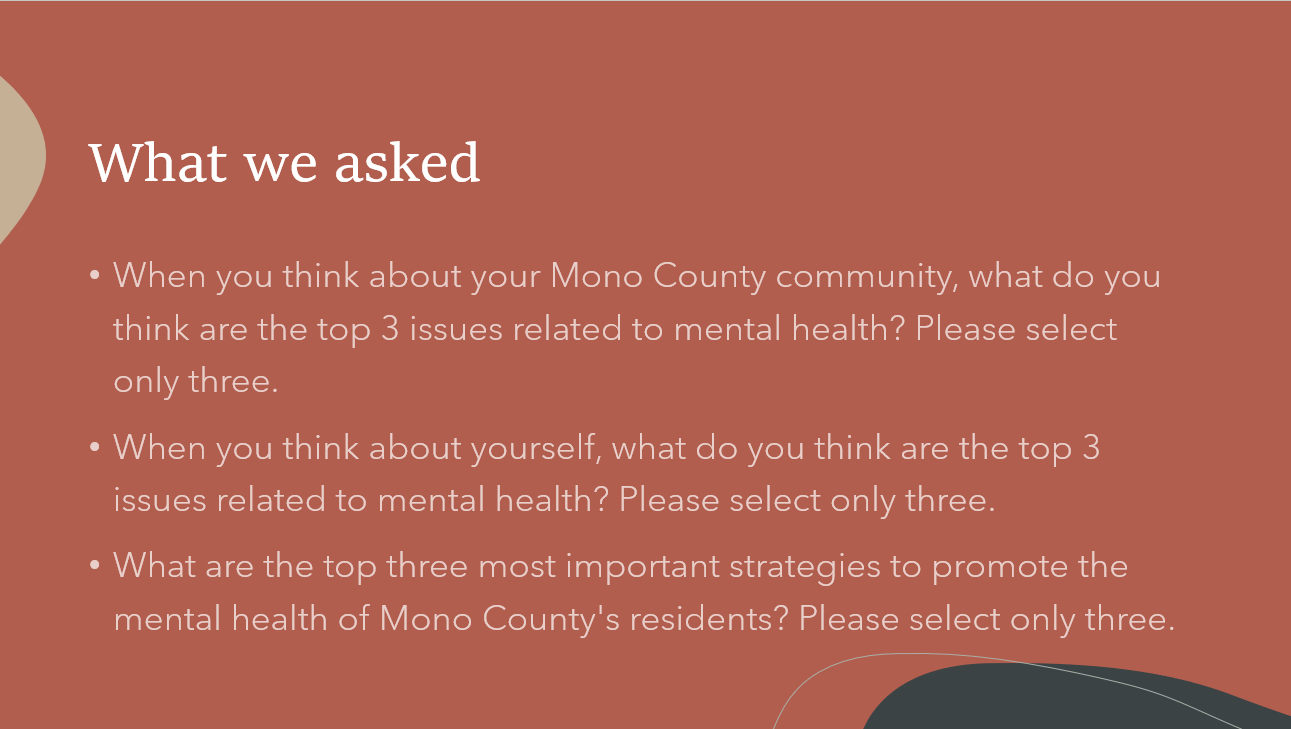 What we asked
• When you think about your Mono County community, what do you
think are the top 3 issues related to mental health? Please select
only three.
• When you think about yourself, what do you think are the top 3
issues related to mental health? Please select only three.
• What are the top three most important strategies to promote the
mental health of Mono County's residents? Please select only three.